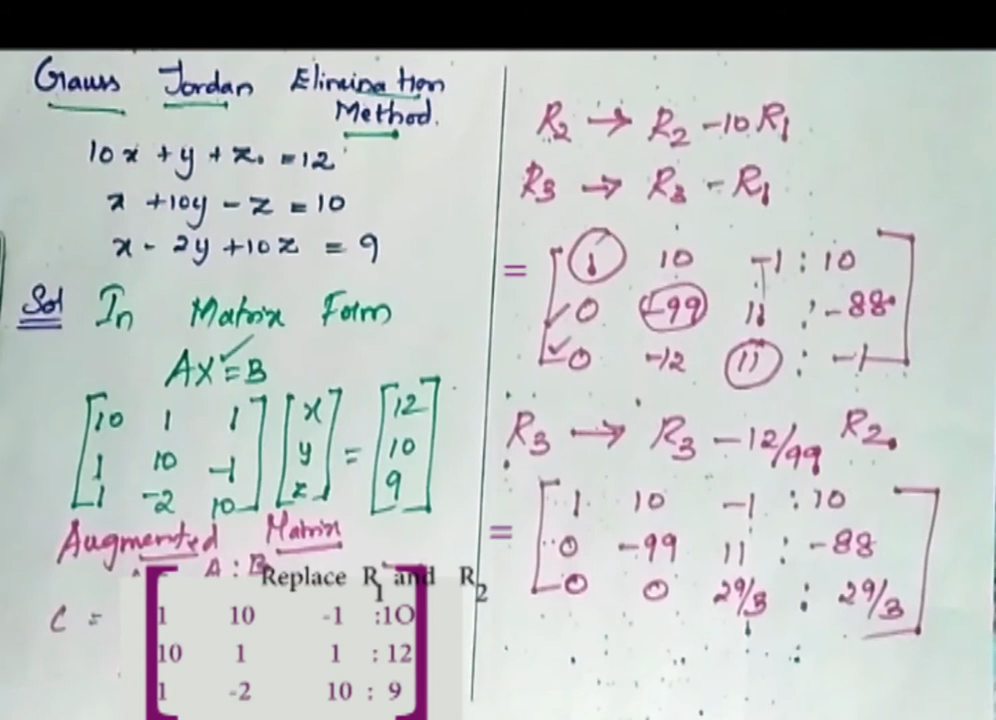 Gauss Jordan Elimination
Method.
10x + y + z = 12
x + 10y - z = 10
x - 2y + 10z = 9
Sol In Matrix Form
AX = B
[10 1 1] [x] = [12]
[1 10 -1] [y] [10]
[1 -2 10] [z] [9]
Augmented Matrix
A : B
Replace R1 and R2
C =
[1 10 -1 :10]
[10 1 1 : 12]
[1 -2 10 : 9]
R2 → R2 - 10 R1
R3 → R3 - R1
= [1 10 -1 : 10]
[0 -99 11 : -88]
[0 -12 11 : -1]
R3 → R3 - 12/99 R2
= [1 10 -1 : 10]
[0 -99 11 : -88]
[0 0 29/3 : 29/3]